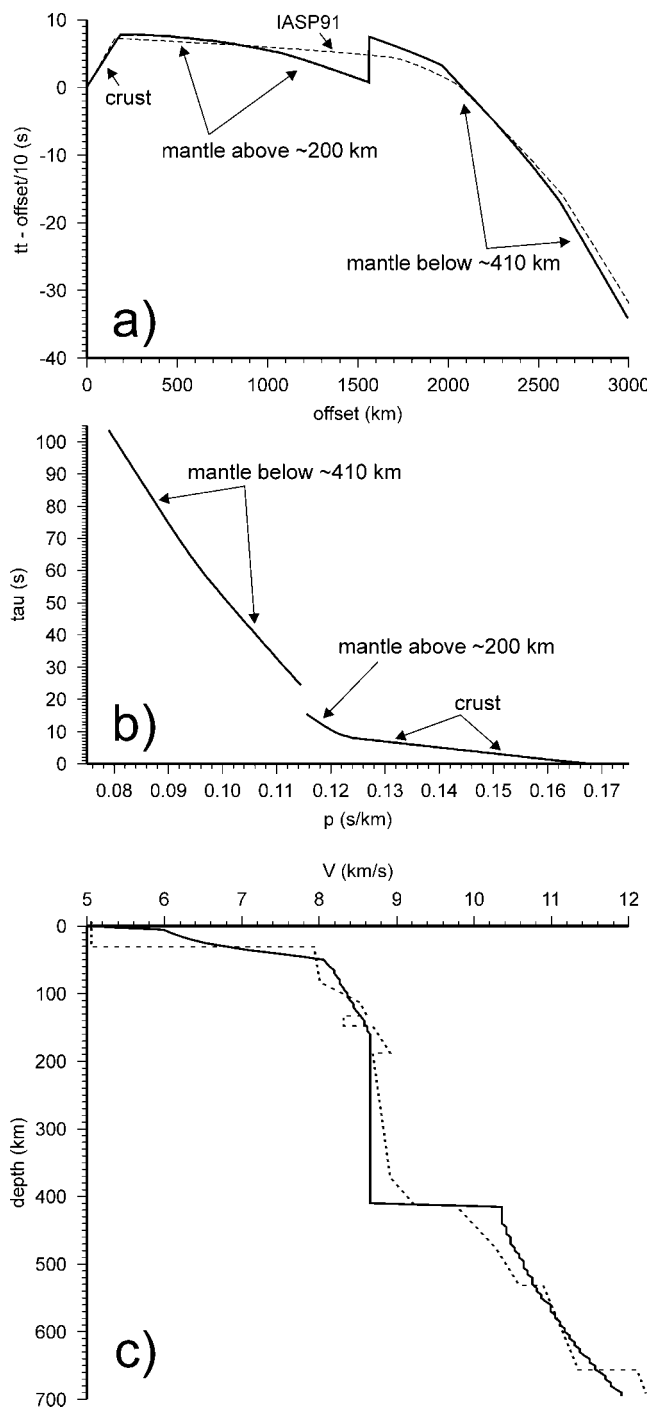 10
IASP91
0
crust
mantle above ~200 km
-10
tt - offset/10 (s)
-20
mantle below ~410 km
-30
a)
-40
0 500 1000 1500 2000 2500 3000
offset (km)
100
mantle below ~410 km
90
80
70
60
tau (s)
50
40
mantle above ~200 km
30
20
crust
10
b)
0
0.08 0.09 0.10 0.11 0.12 0.13 0.14 0.15 0.16 0.17
p (s/km)
V (km/s)
5 6 7 8 9 10 11 12
0
100
200
300
depth (km)
400
500
600
c)
700